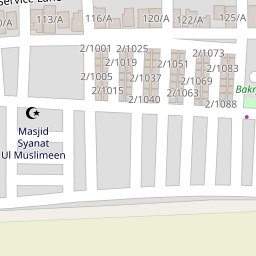 Service Lane
113/A
116/A
120/A
122/A
125/A
2/1001
2/1025
2/1073
2/1019
2/1051
2/1083
2/1005
2/1037
2/1069
2/1015
2/1063
2/1040
2/1088
Masjid
Syanat
Ul Muslimeen